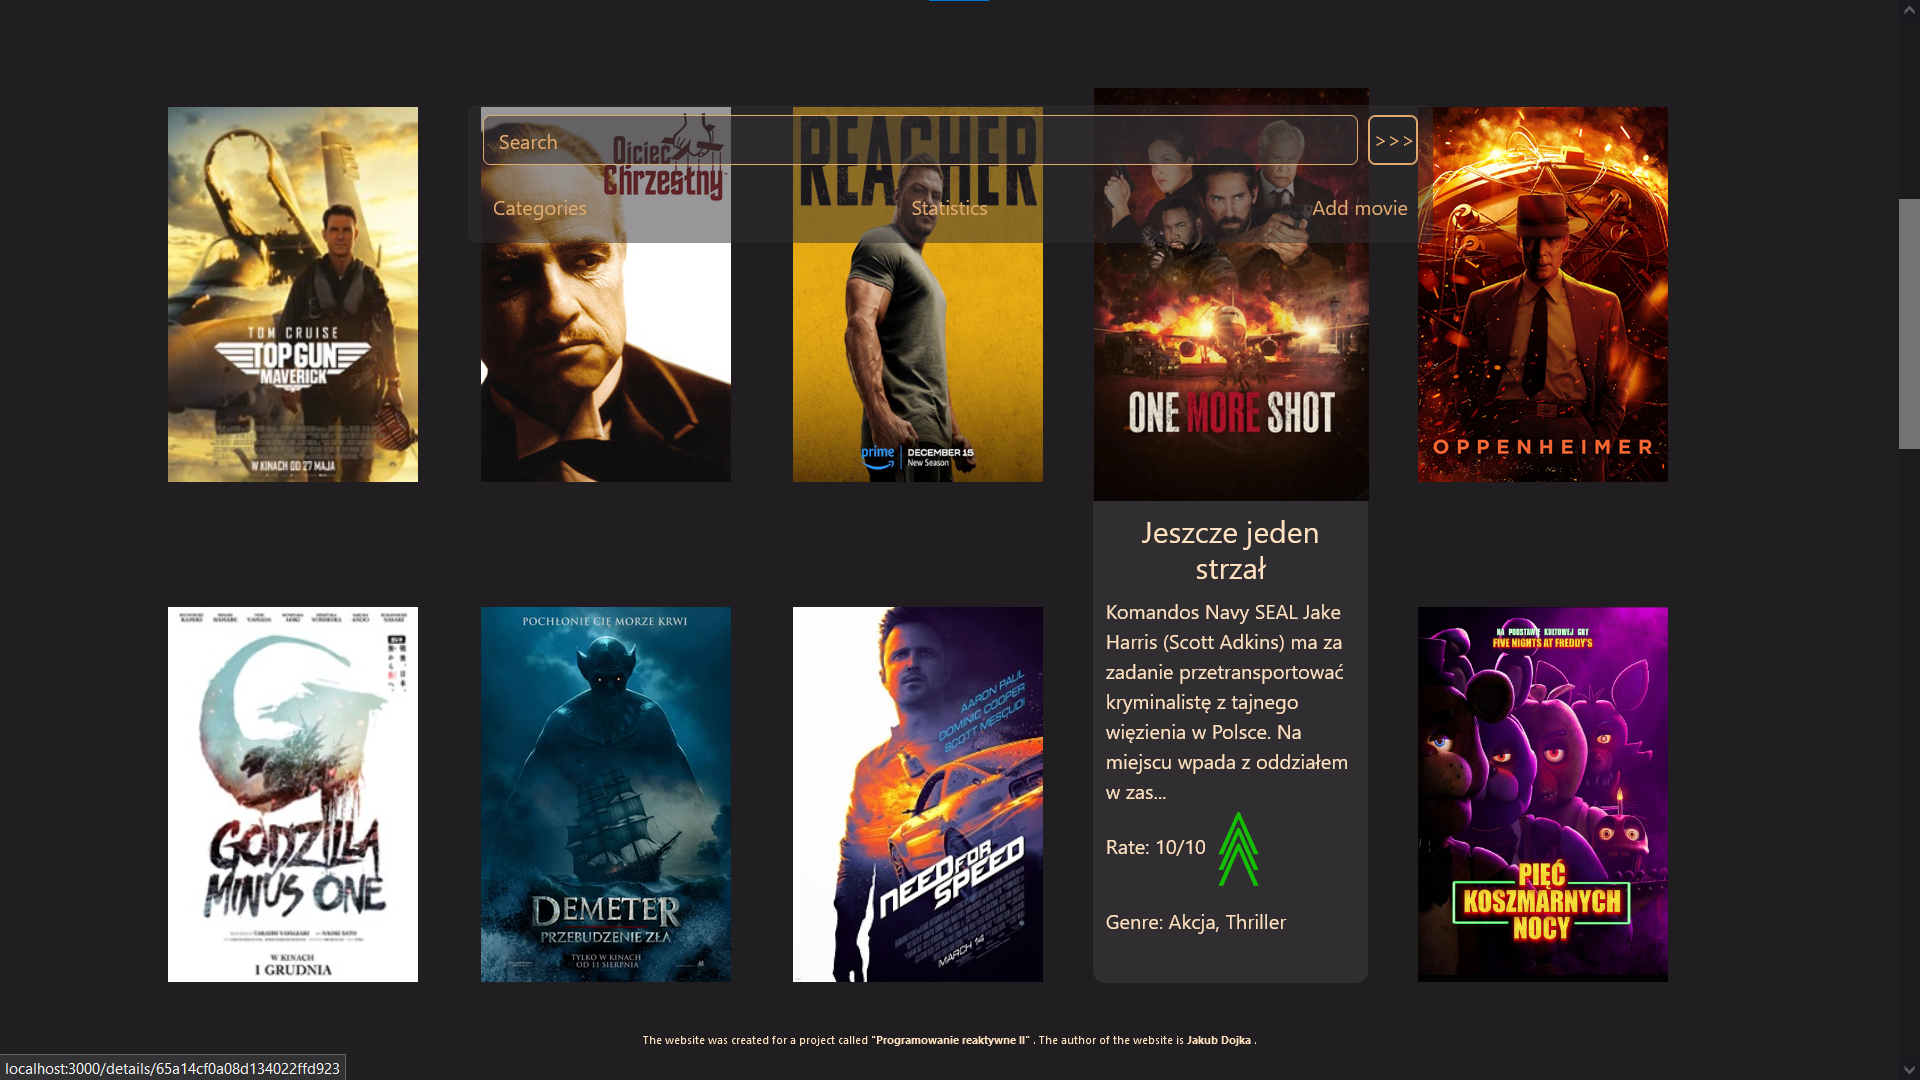 Search
>>>
Categories
Statistics
Add movie
TOM CRUISE
TOPGUN
MAVERICK
W KINACH OD 27 MAJA
Ojciec
Chrzestny
REACHER
prime
DECEMBER 15
New Season
ONE MORE SHOT
OPPENHEIMER
Jeszcze jeden
strzał
Komandos Navy SEAL Jake
Harris (Scott Adkins) ma za
zadanie przetransportować
kryminalistę z tajnego
więzienia w Polsce. Na
miejscu wpada z oddziałem
w zas...
Rate: 10/10
Genre: Akcja, Thriller
GODZILLA
MINUS ONE
W KINACH
1 GRUDNIA
POCHŁONIE CIĘ MORZE KRWI
DEMETER
PRZEBUDZENIE ZŁA
TYLKO W KINACH
OD 11 SIERPNIA
AARON PAUL
DOMINIC COOPER
SCOTT MESCUDI
NEED FOR
SPEED
MARCH 14
NA PODSTAWIE KULTOWEJ GRY
FIVE NIGHTS AT FREDDY'S
PIĘĆ
KOSZMARNYCH
NOCY
The website was created for a project called "Programowanie reaktywne II" . The author of the website is Jakub Dojka .
localhost:3000/details/65a14cf0a08d134022ffd923